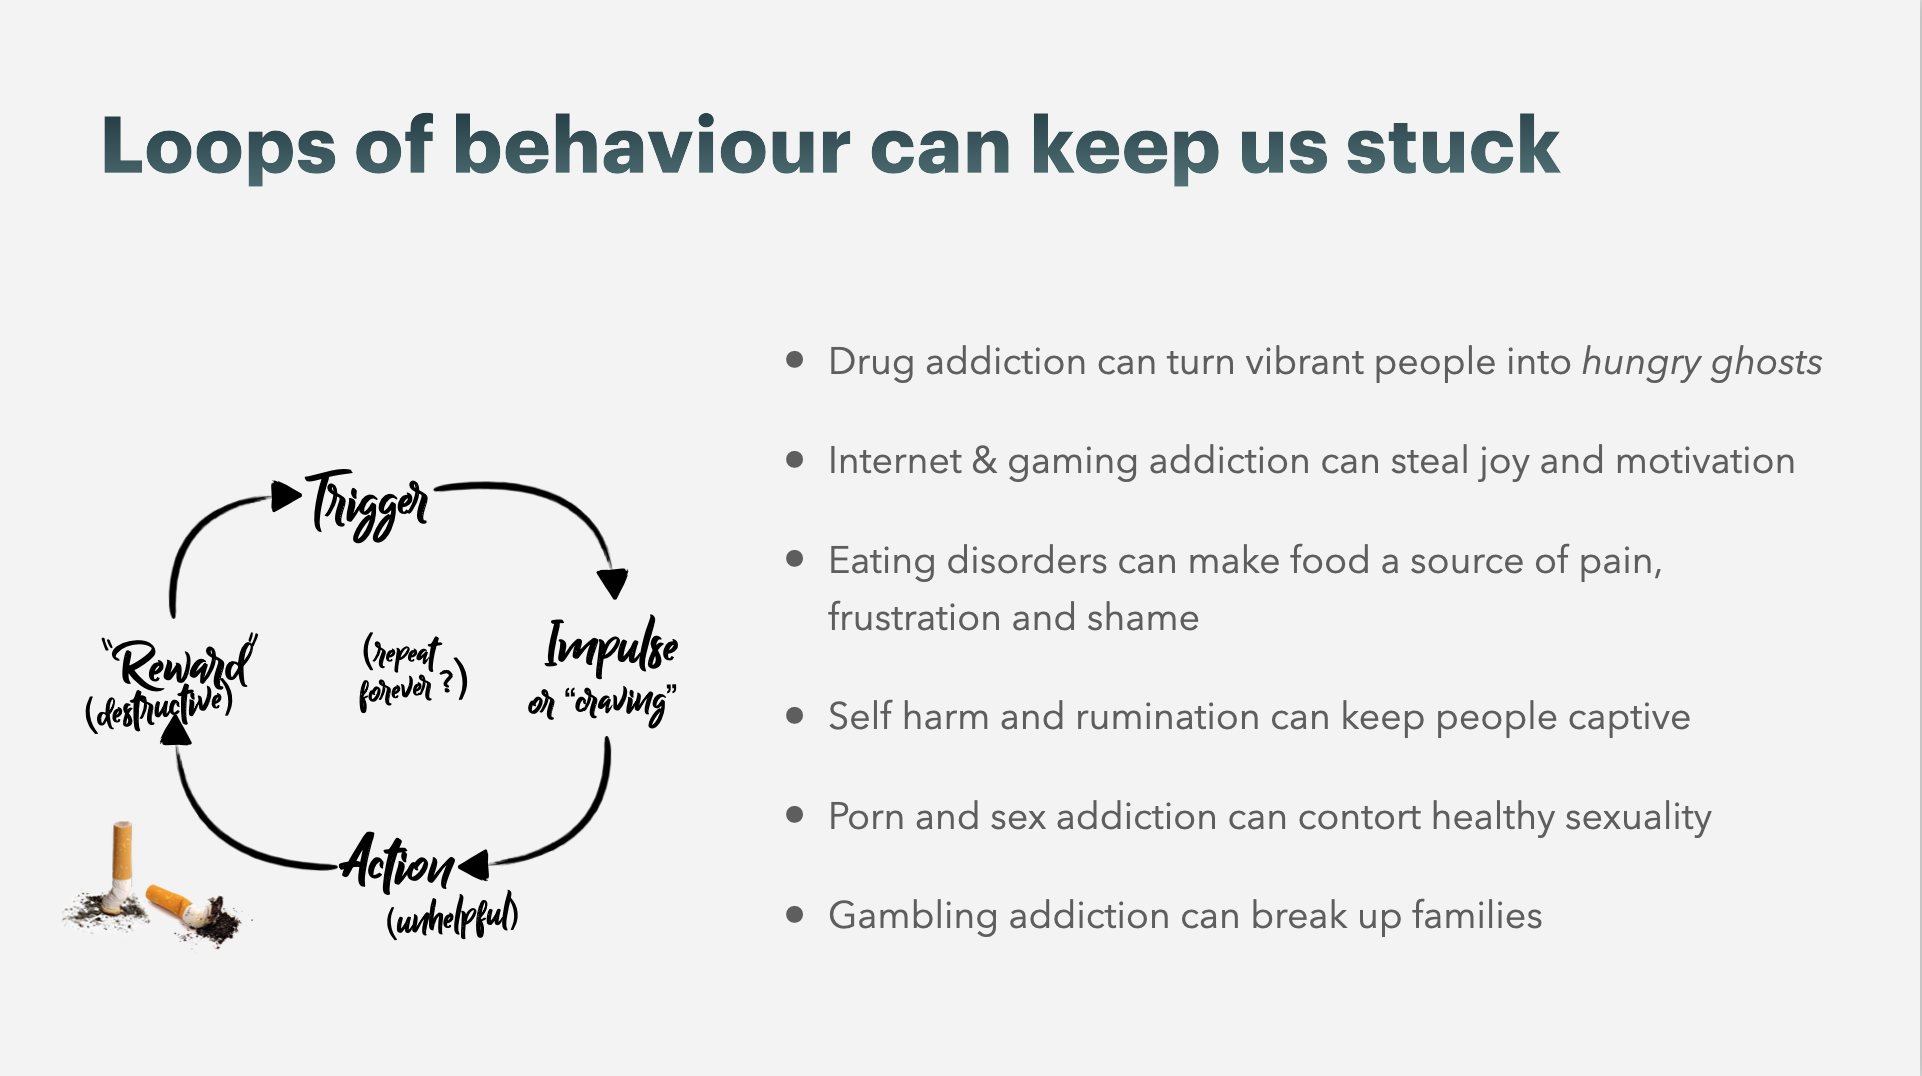 Loops of behaviour can keep us stuck
Trigger
Impulse
or “craving”
Action
(unhelpful)
"Reward"
(destructive)
(repeat
forever ?)
• Drug addiction can turn vibrant people into hungry ghosts
• Internet & gaming addiction can steal joy and motivation
• Eating disorders can make food a source of pain,
frustration and shame
• Self harm and rumination can keep people captive
• Porn and sex addiction can contort healthy sexuality
• Gambling addiction can break up families